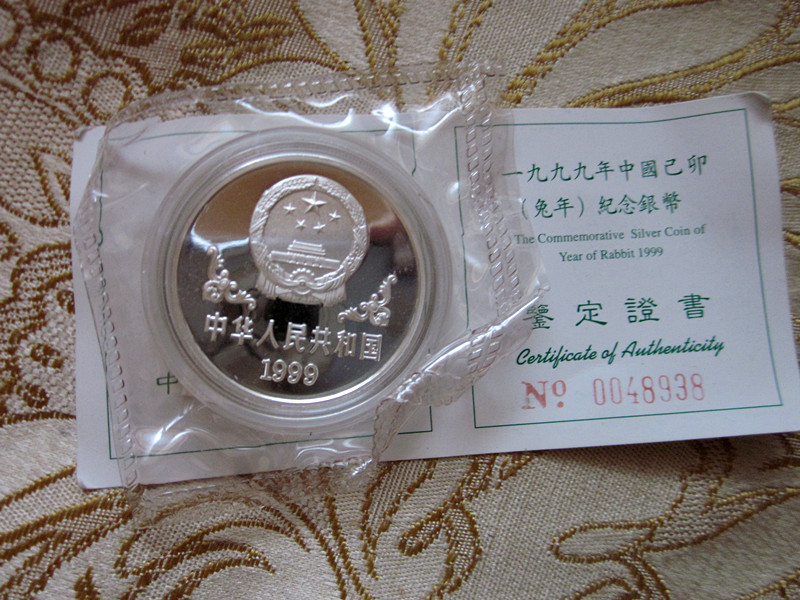 中华人民共和国
1999
中
一九九九年中國己卯
（兔年）紀念銀幣
The Commemorative Silver Coin of
Year of Rabbit 1999
鑒定證書
Certificate of Authenticity
No 0048938